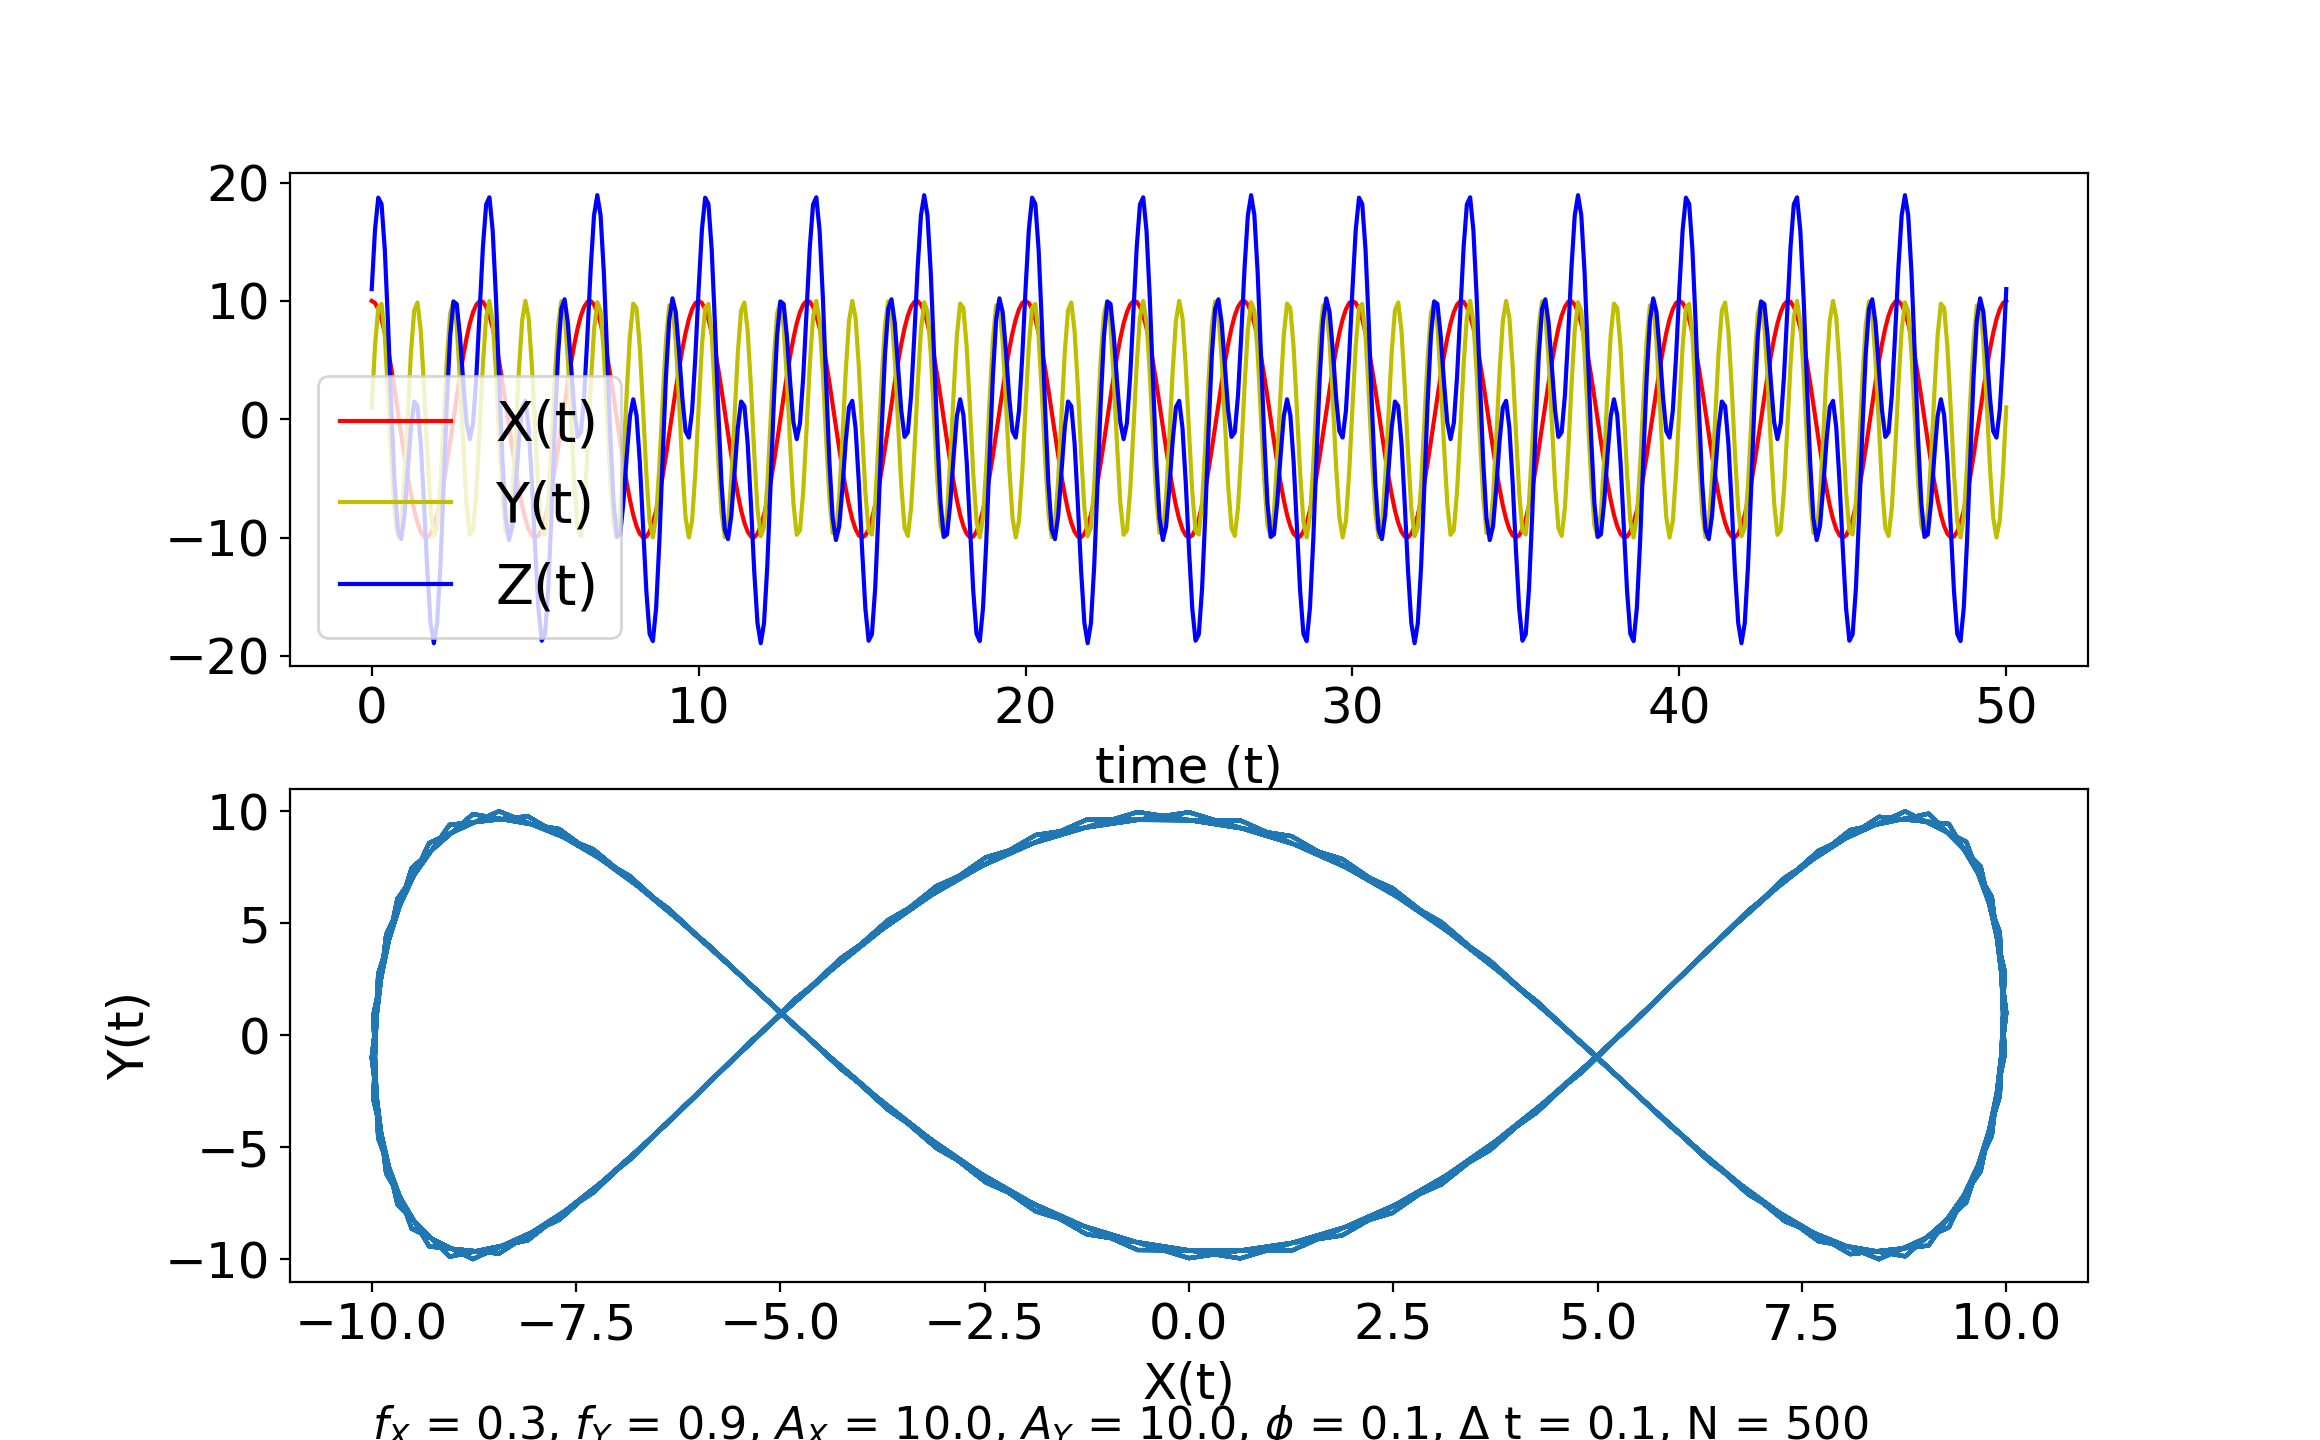 20
10
0
−10
−20
X(t)
Y(t)
Z(t)
0 10 20 30 40 50
time (t)
10
5
0
−5
−10
Y(t)
−10.0 −7.5 −5.0 −2.5 0.0 2.5 5.0 7.5 10.0
X(t)
f_X = 0.3, f_Y = 0.9, A_X = 10.0, A_Y = 10.0, ϕ = 0.1, Δ t = 0.1, N = 500